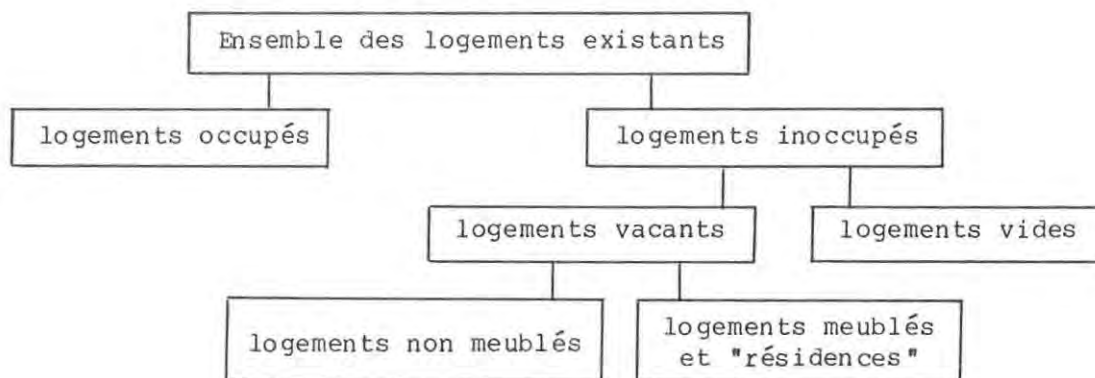 Ensemble des logements existants
logements occupés
logements inoccupés
logements vacants
logements vides
logements non meublés
logements meublés
et "résidences"